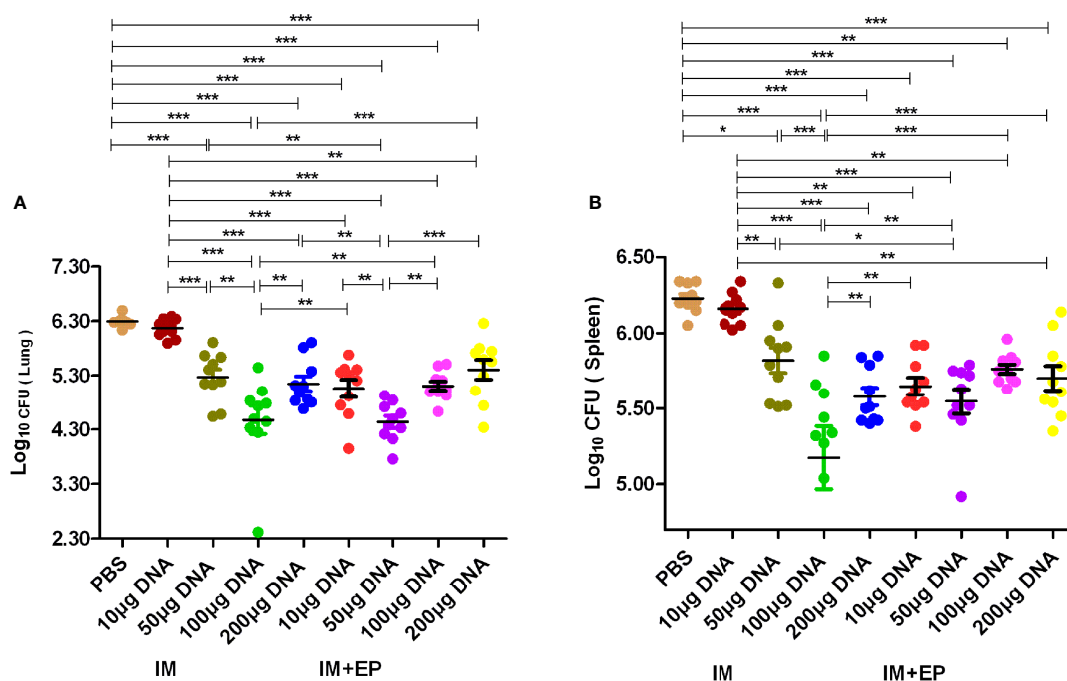 A
***
***
***
***
***
*** ***
*** **
**
***
***
***
*** ** ***
*** **
*** ** ** ** **
**
Log10 CFU ( Lung )
7.30
6.30
5.30
4.30
3.30
2.30
PBS
10µg DNA
50µg DNA
100µg DNA
200µg DNA
10µg DNA
50µg DNA
100µg DNA
200µg DNA
IM IM+EP
B
***
**
***
***
***
*** ***
* *** ***
**
***
**
***
*** **
** *
**
**
**
Log10 CFU ( Spleen )
6.50
6.00
5.50
5.00
PBS
10µg DNA
50µg DNA
100µg DNA
200µg DNA
10µg DNA
50µg DNA
100µg DNA
200µg DNA
IM IM+EP